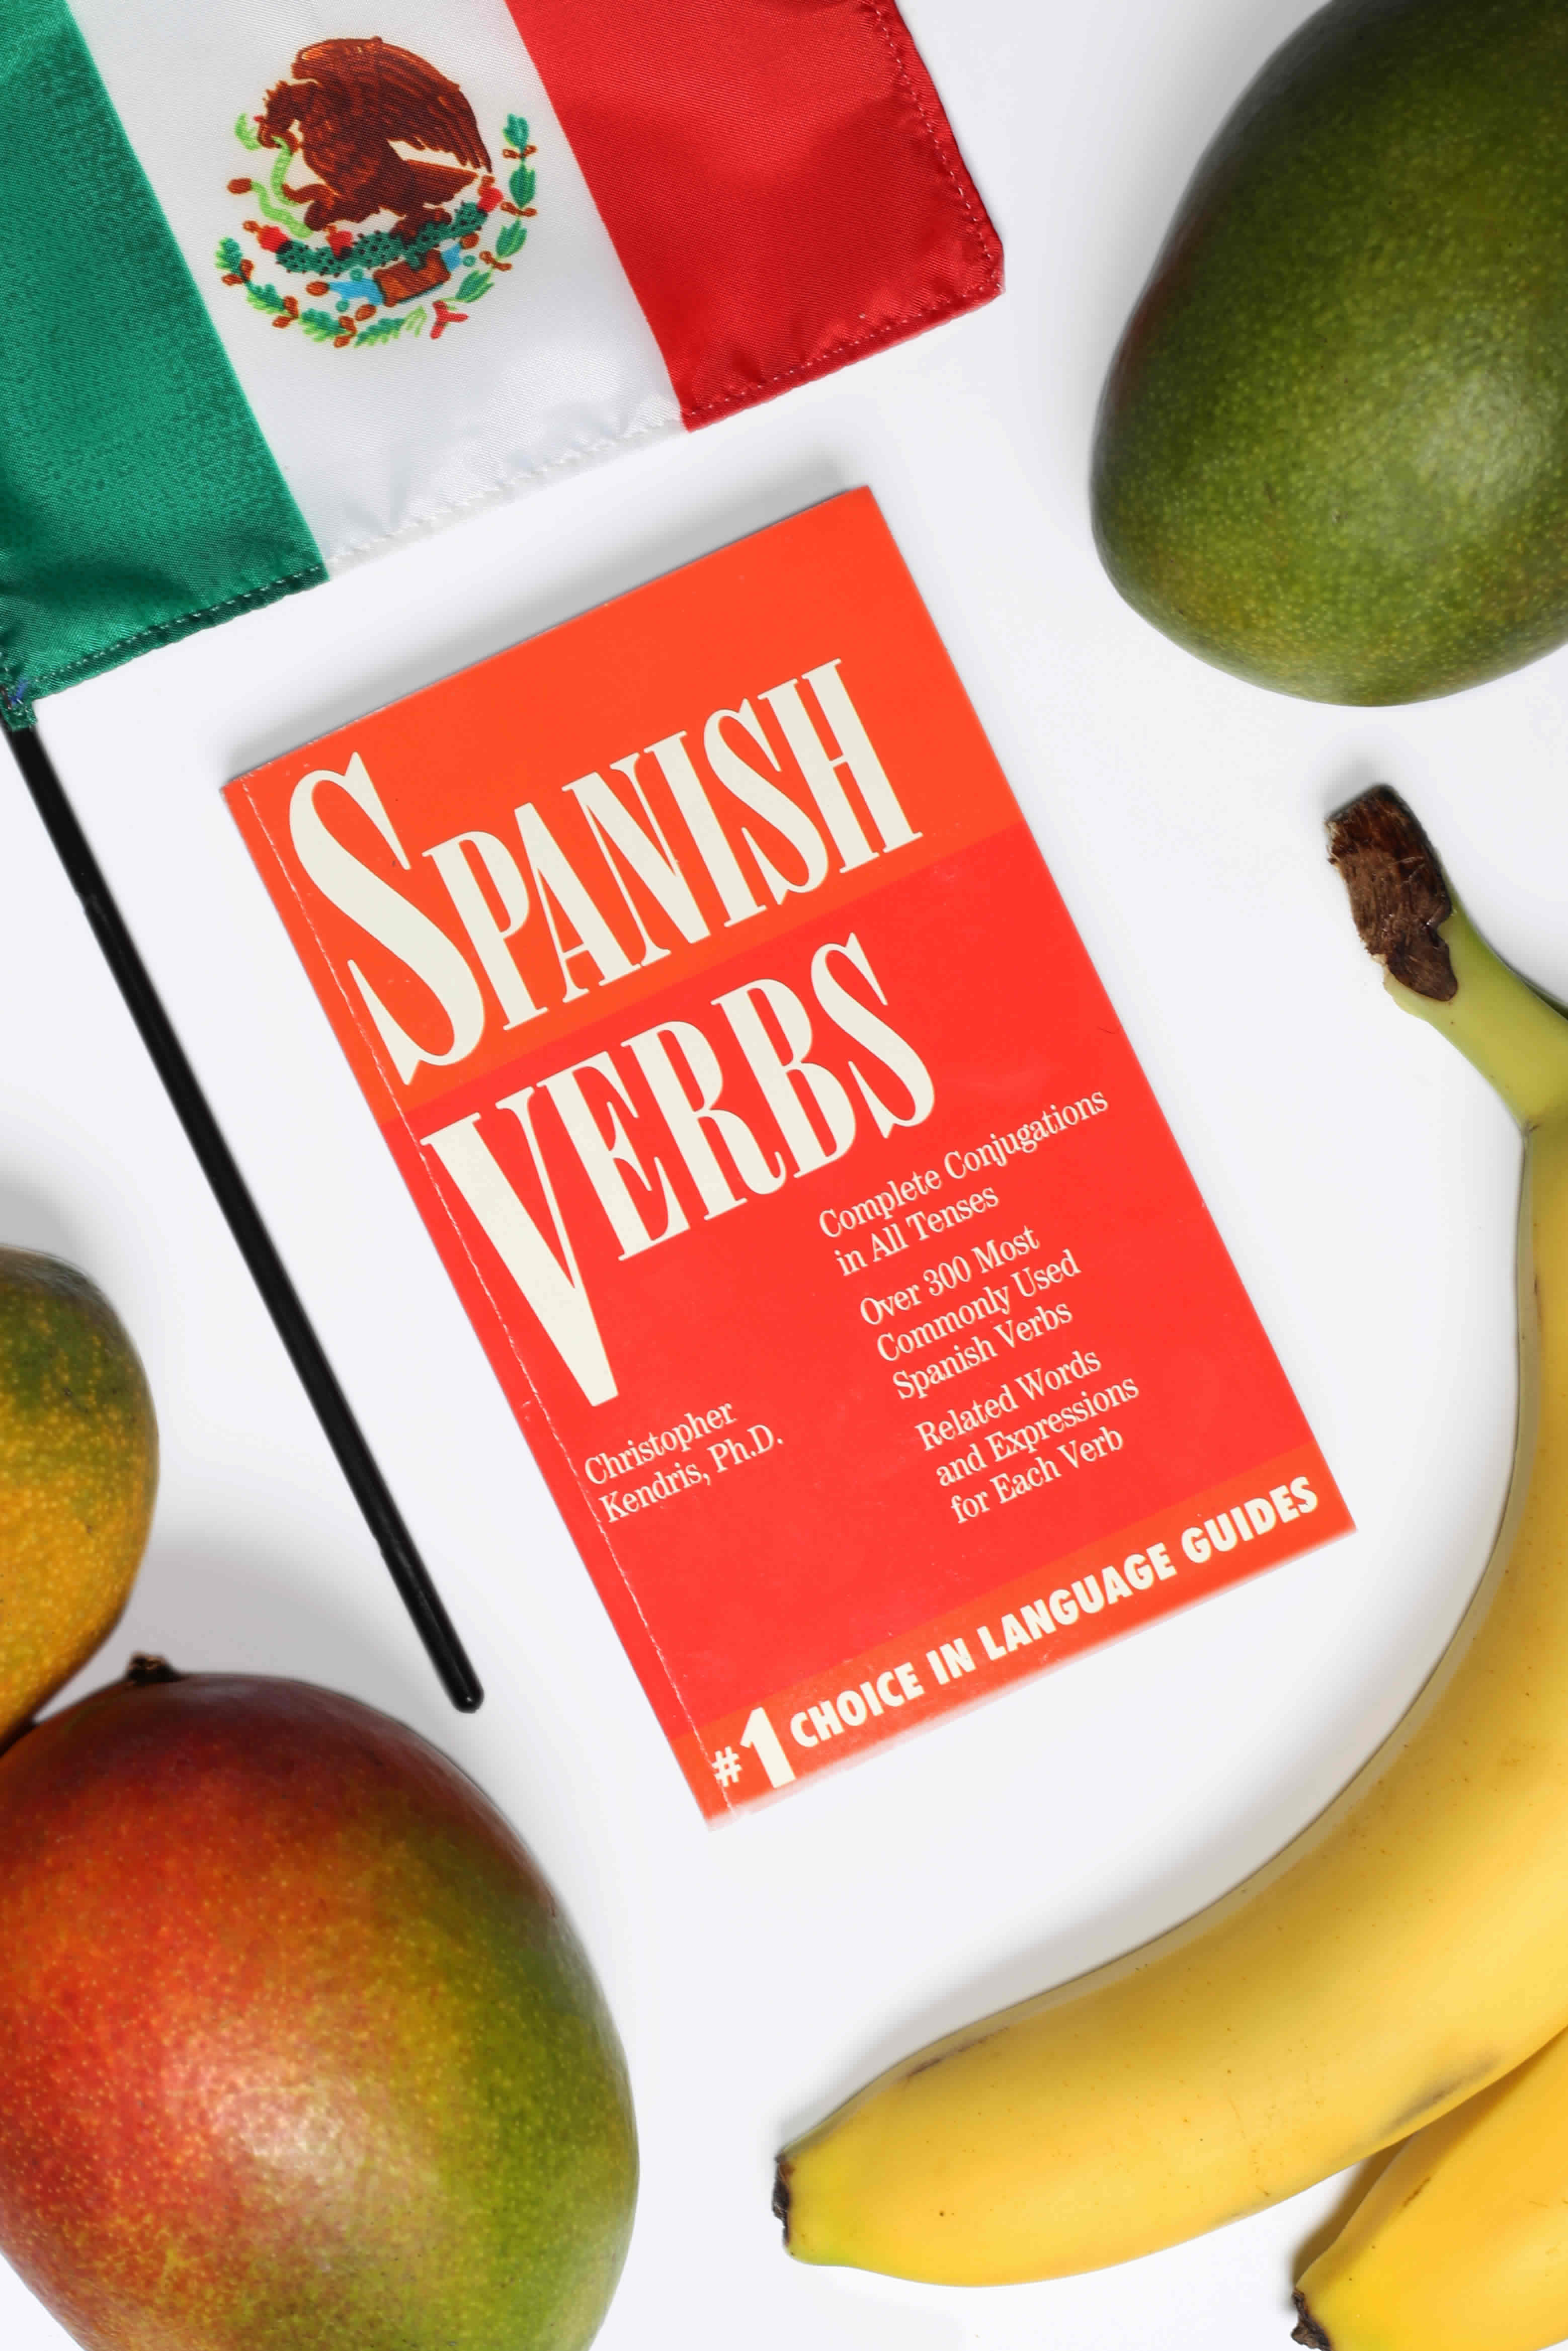 SPANISH
VERBS
Complete Conjugations
in All Tenses
Over 300 Most
Commonly Used
Spanish Verbs
Related Words
and Expressions
for Each Verb
Christopher
Kendris, Ph.D.
#1 CHOICE IN LANGUAGE GUIDES